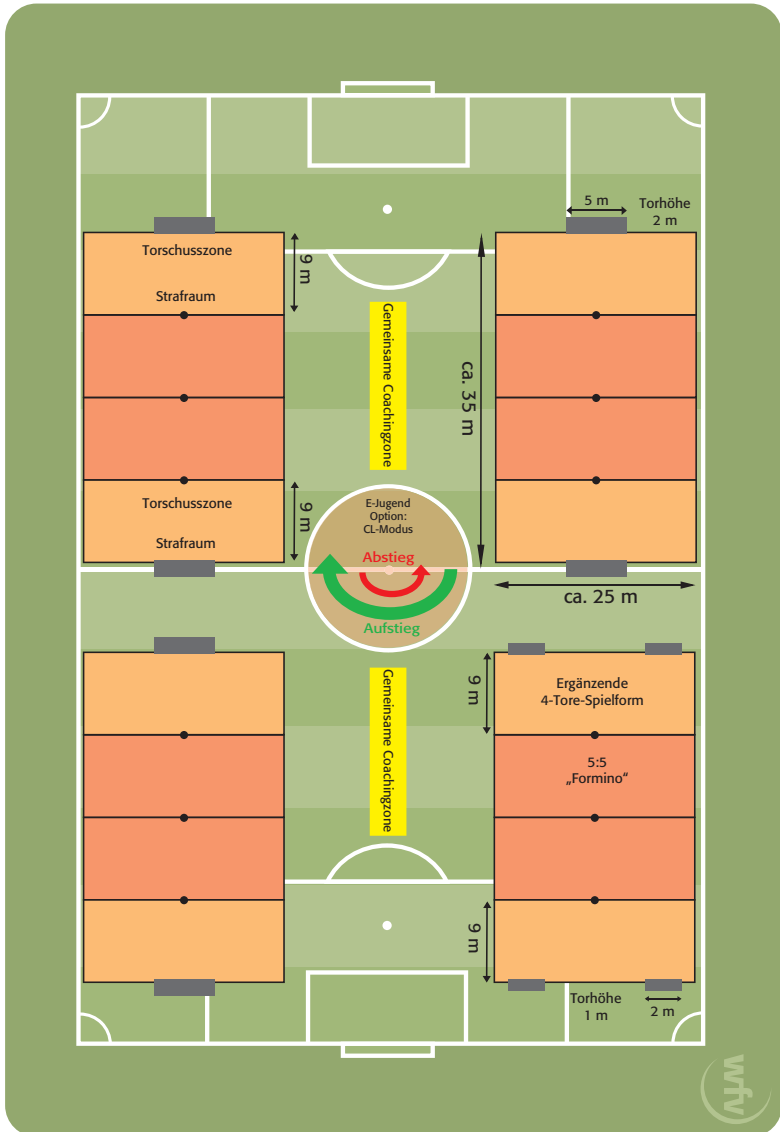 5 m
Torhöhe
2 m
Torschusszone
Strafraum
9 m
Gemeinsame Coachingzone
ca. 35 m
Torschusszone
Strafraum
9 m
E-Jugend
Option:
CL-Modus
Abstieg
Aufstieg
ca. 25 m
Gemeinsame Coachingzone
9 m
Ergänzende
4-Tore-Spielform
5:5
„Formino“
9 m
Torhöhe
1 m
2 m
wfv